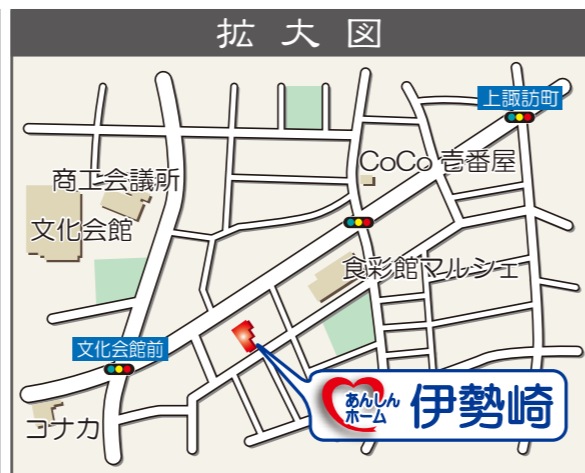 拡大図
上諏訪町
CoCo壱番屋
商工会議所
文化会館
食彩館マルシェ
文化会館前
あんしん
ホーム
伊勢崎
コナカ